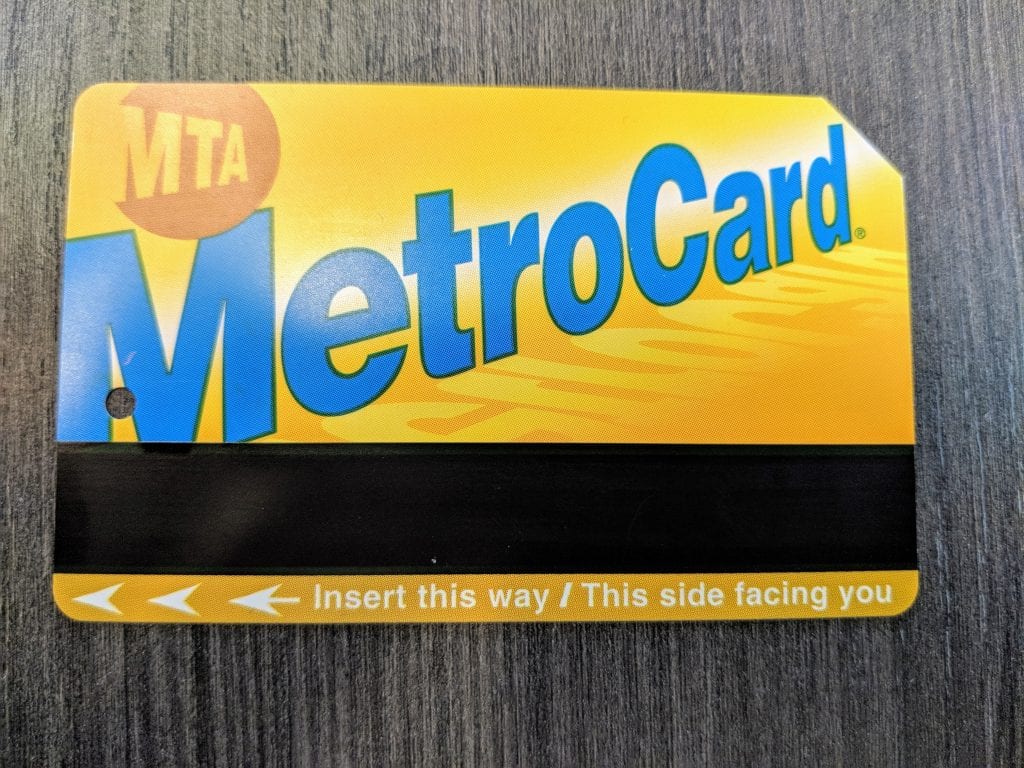 MTA
MetroCard®
Insert this way / This side facing you